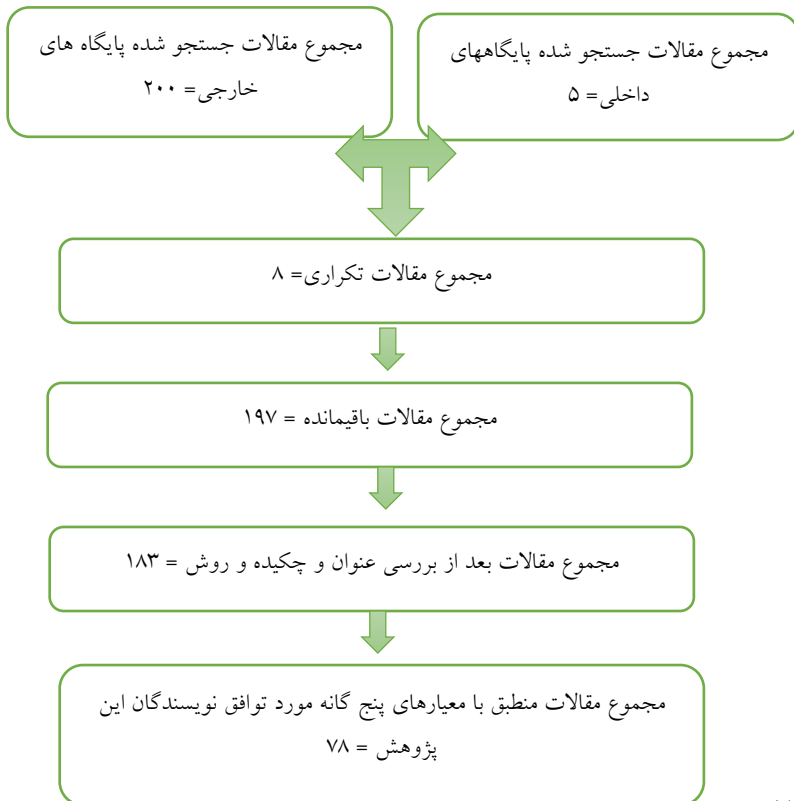 مجموع مقالات جستجو شده پایگاههای
داخلی= ۵
مجموع مقالات جستجو شده پایگاه های
خارجی= ۲۰۰
مجموع مقالات تکراری= ۸
مجموع مقالات باقیمانده = ۱۹۷
مجموع مقالات بعد از بررسی عنوان و چکیده و روش = ۱۸۳
مجموع مقالات منطبق با معیارهای پنج گانه مورد توافق نویسندگان این
پژوهش = ۷۸